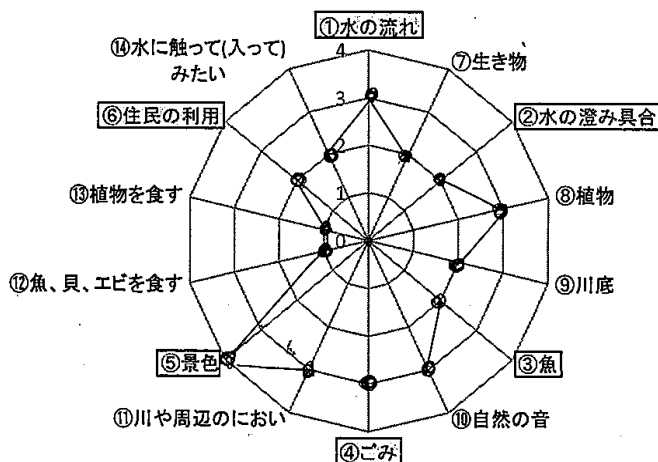 ①水の流れ
⑭水に触って(入って)
みたい
⑦生き物
⑥住民の利用
②水の澄み具合
⑬植物を食す
⑧植物
⑫魚、貝、エビを食す
⑨川底
⑤景色
③魚
⑪川や周辺のにおい
⑩自然の音
④ごみ
4
3
2
1
0